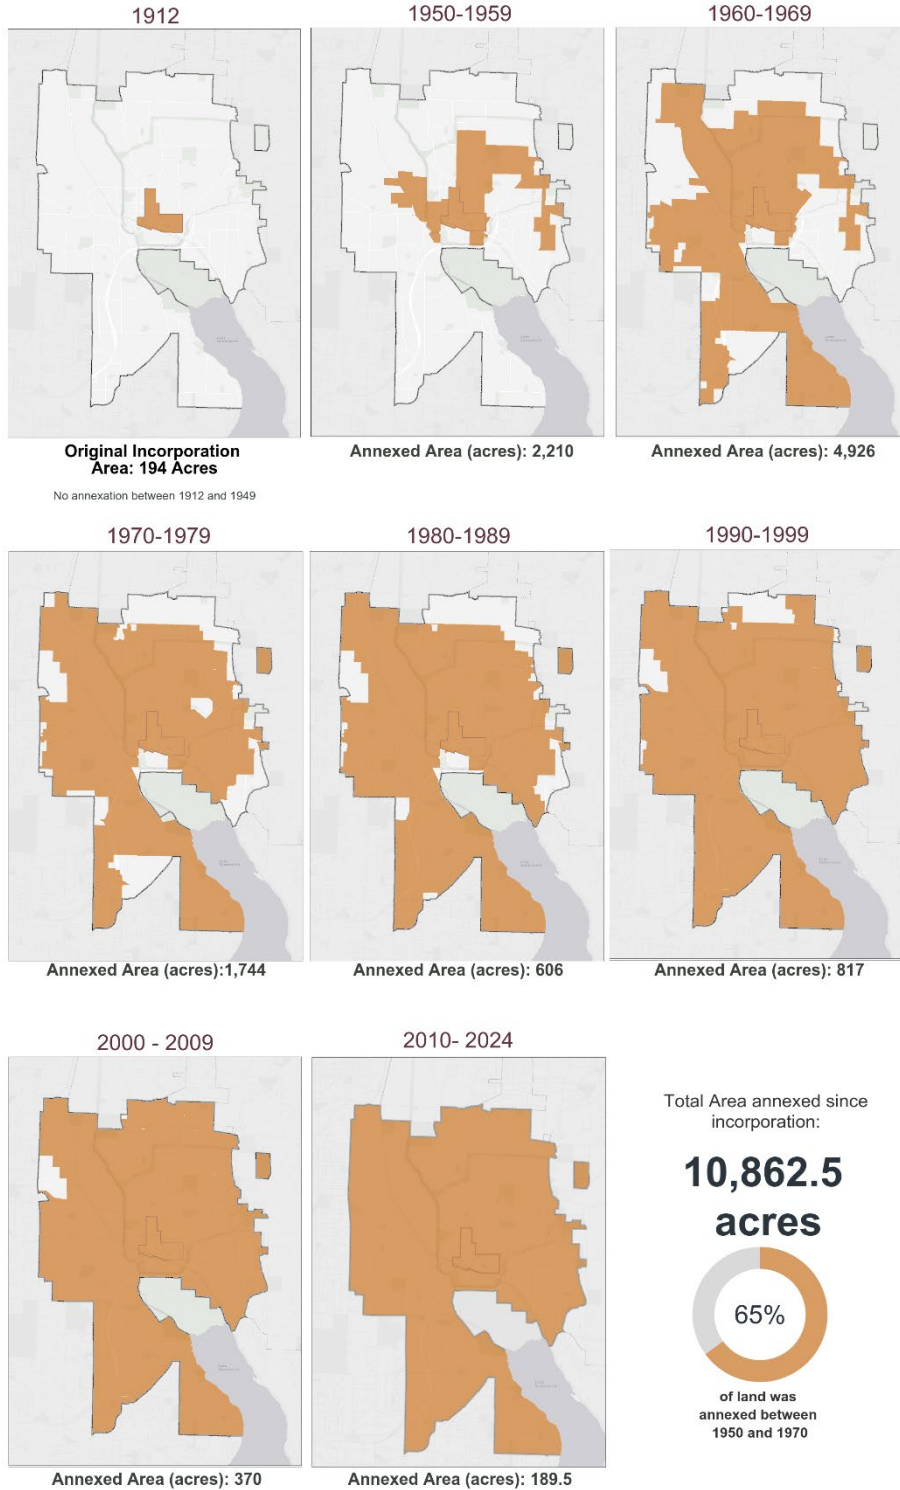 1912
1950-1959
1960-1969
Original Incorporation
Area: 194 Acres
No annexation between 1912 and 1949
Annexed Area (acres): 2,210
Annexed Area (acres): 4,926
1970-1979
1980-1989
1990-1999
Annexed Area (acres):1,744
Annexed Area (acres): 606
Annexed Area (acres): 817
2000 - 2009
2010- 2024
Annexed Area (acres): 370
Annexed Area (acres): 189.5
Total Area annexed since
incorporation:
10,862.5
acres
65%
of land was
annexed between
1950 and 1970